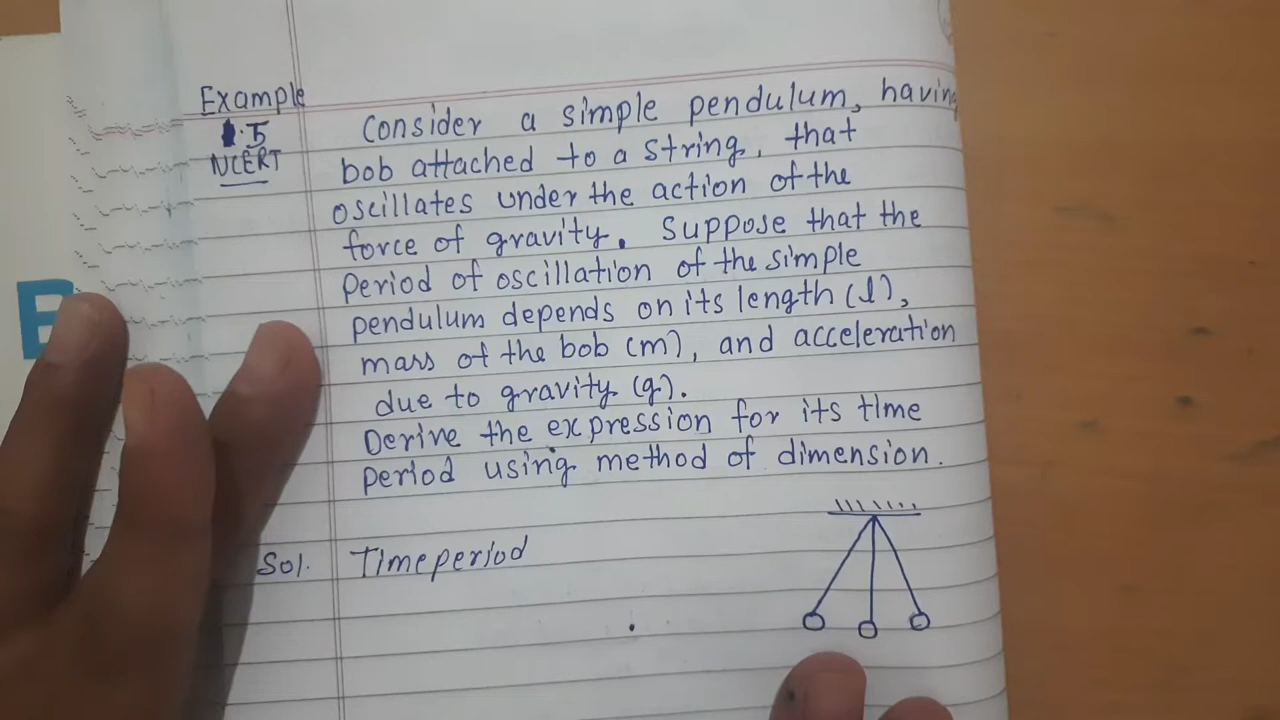 Example
1.5
NCERT
Consider a simple pendulum, having
bob attached to a string, that
oscillates under the action of the
force of gravity. Suppose that the
period of oscillation of the simple
pendulum depends on its length (l),
mass of the bob (m), and acceleration
due to gravity (g).
Derive the expression for its time
period using method of dimension.
Sol. Timeperiod
B